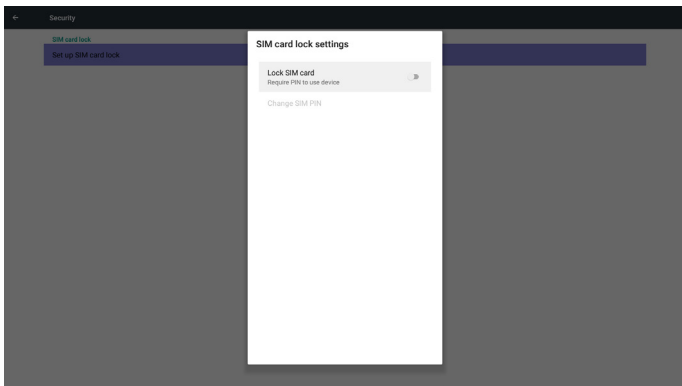 Security
SIM card lock
Set up SIM card lock
SIM card lock settings
Lock SIM card
Require PIN to use device
Change SIM PIN